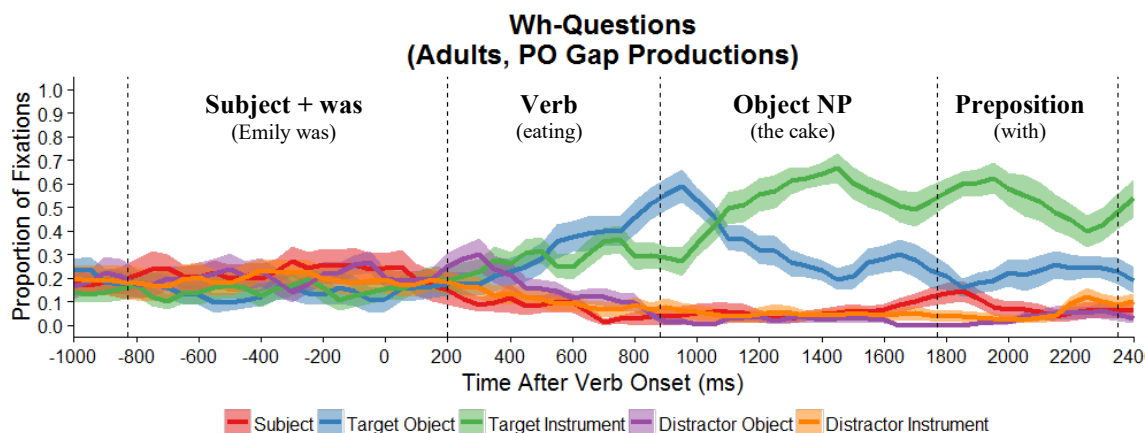 Wh-Questions
(Adults, PO Gap Productions)
Subject + was
(Emily was)
Verb
(eating)
Object NP
(the cake)
Preposition
(with)
Proportion of Fixations
1.0
0.9
0.8
0.7
0.6
0.5
0.4
0.3
0.2
0.1
0.0
-1000 -800 -600 -400 -200 0 200 400 600 800 1000 1200 1400 1600 1800 2000 2200 240
Time After Verb Onset (ms)
Subject Target Object Target Instrument Distractor Object Distractor Instrument